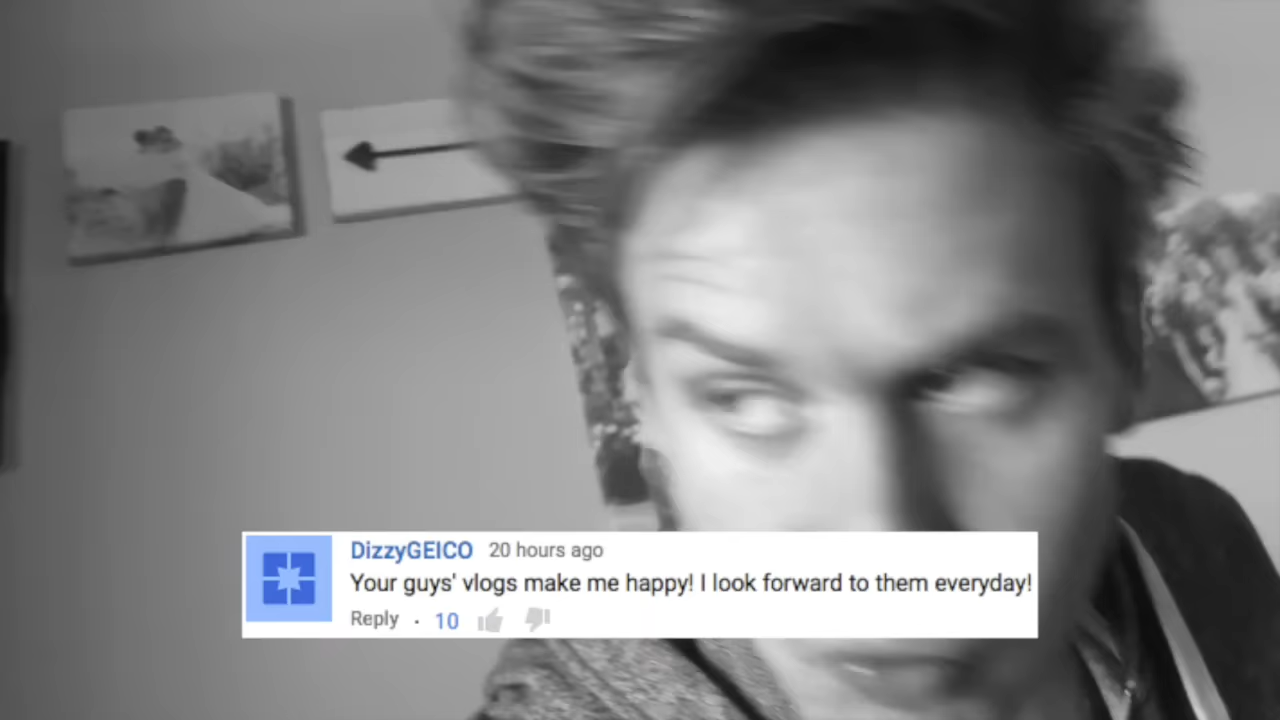 DizzyGEICO 20 hours ago
Your guys' vlogs make me happy! I look forward to them everyday!
Reply · 10